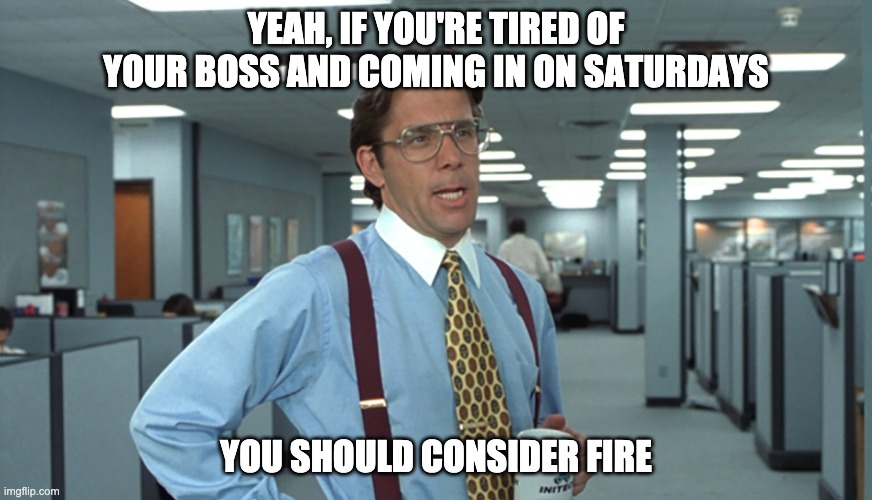 YEAH, IF YOU'RE TIRED OF
YOUR BOSS AND COMING IN ON SATURDAYS
YOU SHOULD CONSIDER FIRE
INITE
imgflip.com